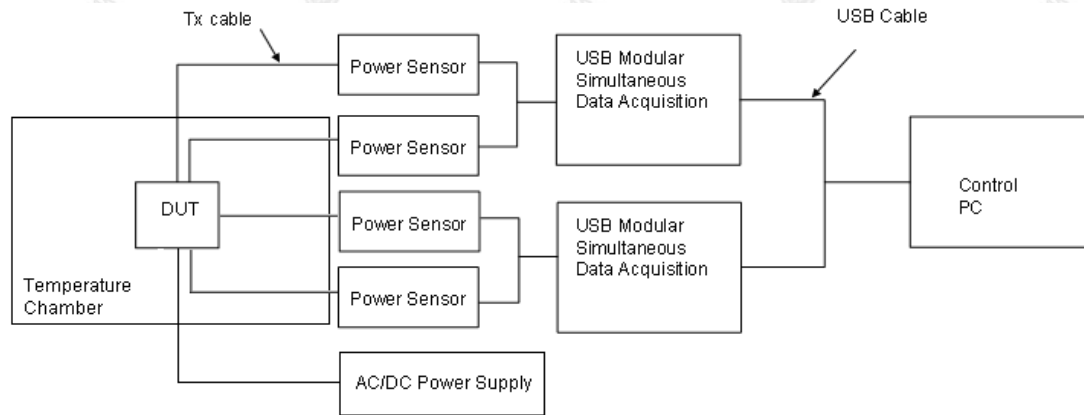 Tx cable
USB Cable
Power Sensor
USB Modular
Simultaneous
Data Acquisition
Power Sensor
DUT
Control
PC
Power Sensor
USB Modular
Simultaneous
Data Acquisition
Temperature
Chamber
Power Sensor
AC/DC Power Supply